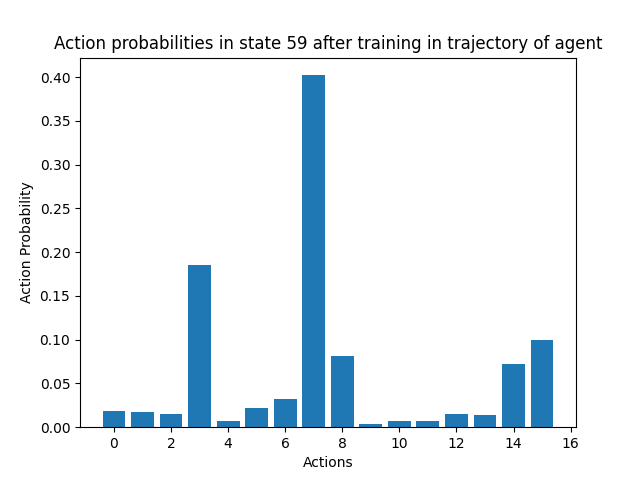 Action probabilities in state 59 after training in trajectory of agent
0.40
0.35
0.30
0.25
0.20
0.15
0.10
0.05
0.00
Action Probability
0 2 4 6 8 10 12 14 16
Actions